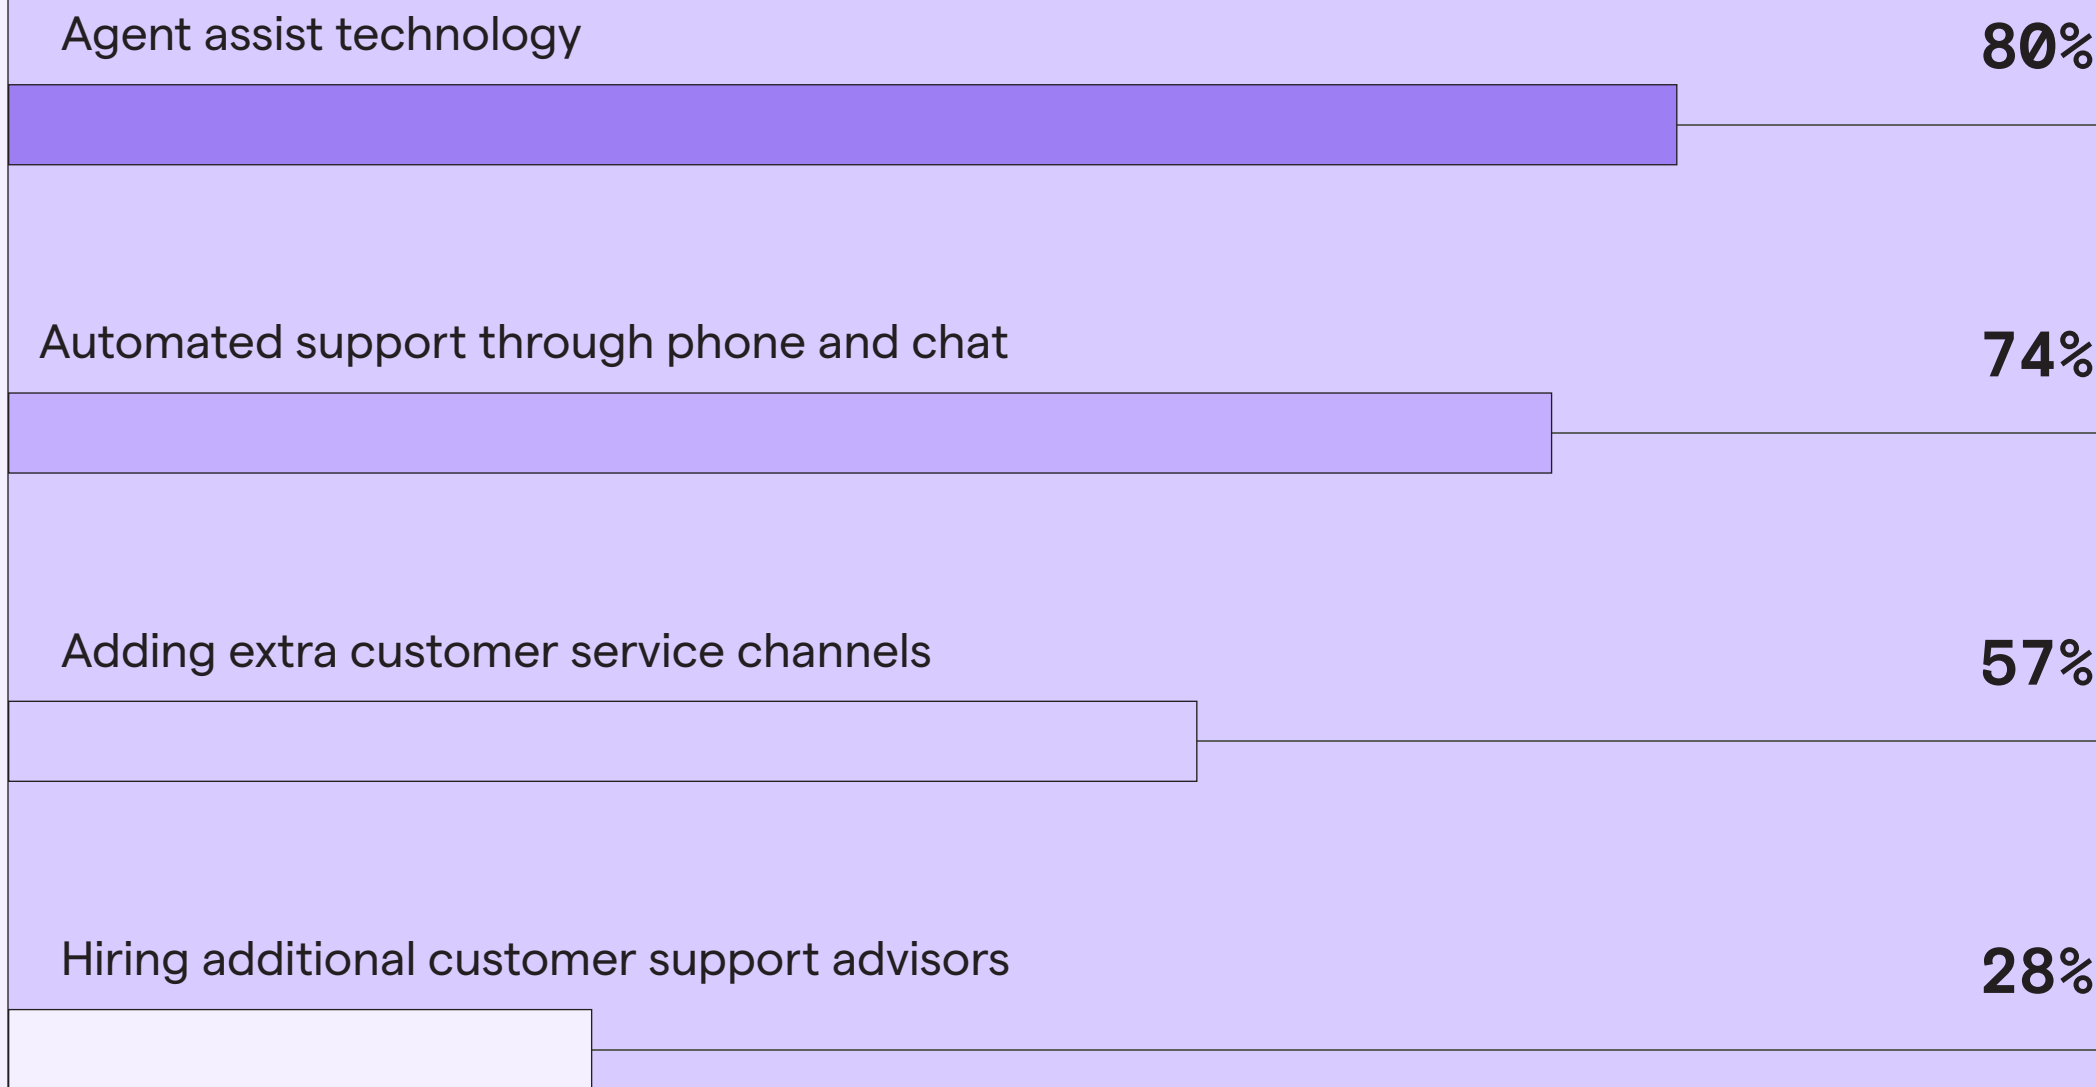 Agent assist technology 80%
Automated support through phone and chat 74%
Adding extra customer service channels 57%
Hiring additional customer support advisors 28%